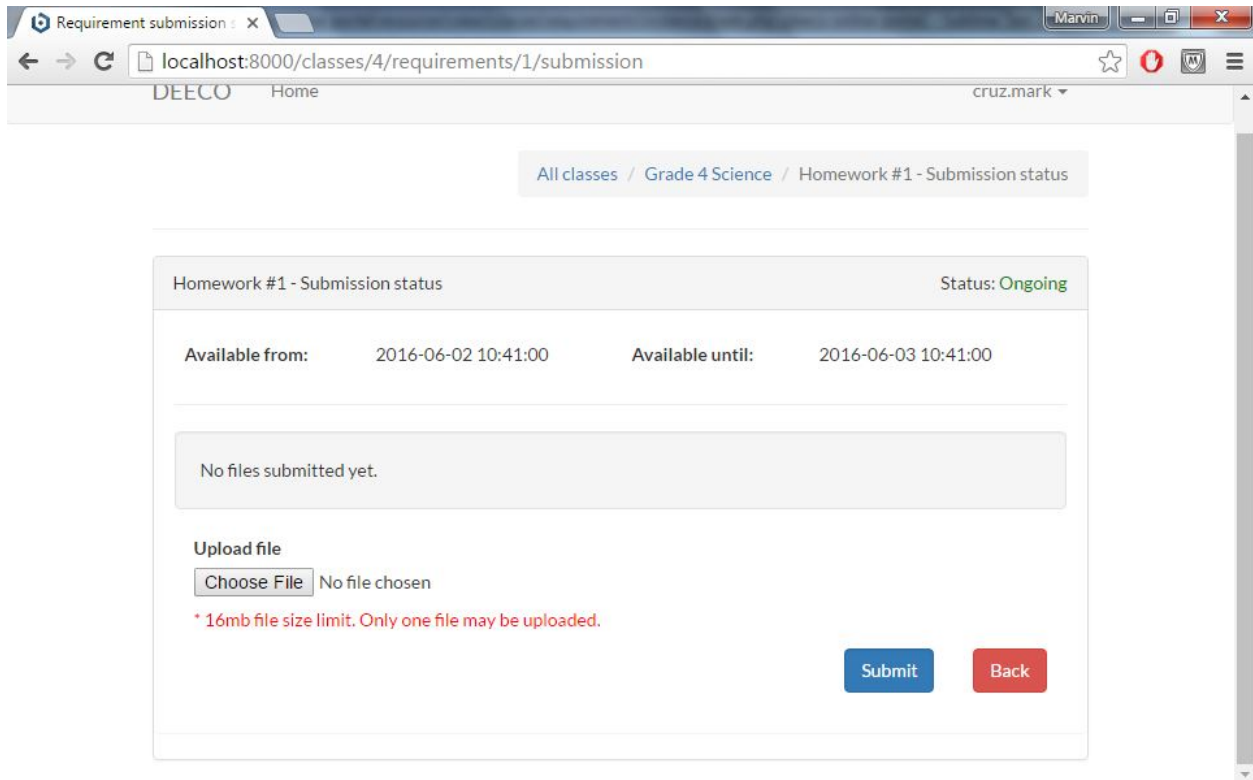 Requirement submission s
Marvin
localhost:8000/classes/4/requirements/1/submission
DEECO Home cruz.mark
All classes / Grade 4 Science / Homework #1 - Submission status
Homework #1 - Submission status Status: Ongoing
Available from: 2016-06-02 10:41:00 Available until: 2016-06-03 10:41:00
No files submitted yet.
Upload file
Choose File No file chosen
* 16mb file size limit. Only one file may be uploaded.
Submit Back